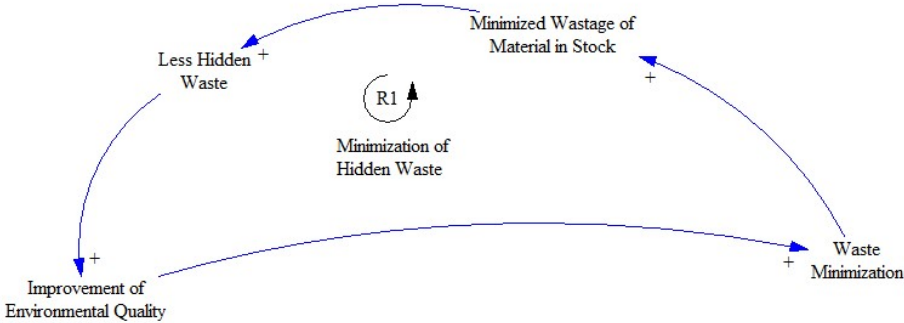 Minimized Wastage of
Material in Stock
+
Less Hidden
Waste
+
R1
Minimization of
Hidden Waste
Waste
Minimization
+
Improvement of
Environmental Quality
+